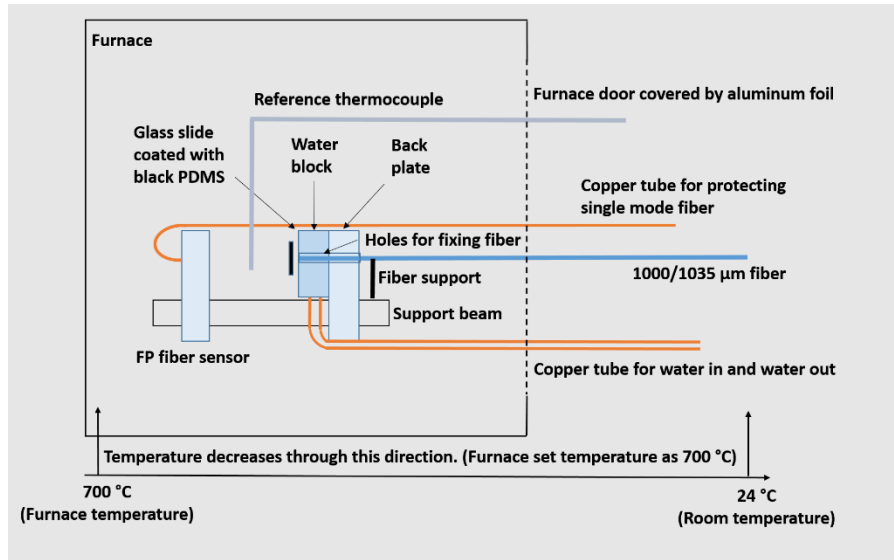 Furnace
Reference thermocouple
Furnace door covered by aluminum foil
Glass slide
coated with
black PDMS
Water
block
Back
plate
Copper tube for protecting
single mode fiber
Holes for fixing fiber
Fiber support
1000/1035 µm fiber
Support beam
FP fiber sensor
Copper tube for water in and water out
Temperature decreases through this direction. (Furnace set temperature as 700 °C)
700 °C
(Furnace temperature)
24 °C
(Room temperature)